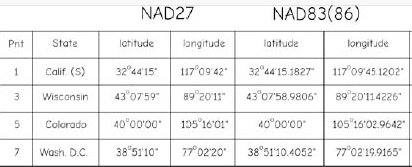 NAD27 NAD83(86)
Pnt State latitude longitude latitude longitude
1 Calif. (S) 32°44'15" 117°09'42" 32°44'15.1827" 117°09'45.1202"
3 Wisconsin 43°07'59" 89°20'11" 43°07'58.9806" 89°20'11.4226"
5 Colorado 40°00'00" 105°16'01" 40°00'00" 105°16'02.9642"
7 Wash. D.C. 38°51'10" 77°02'20" 38°51'10.4052" 77°02'19.9165"